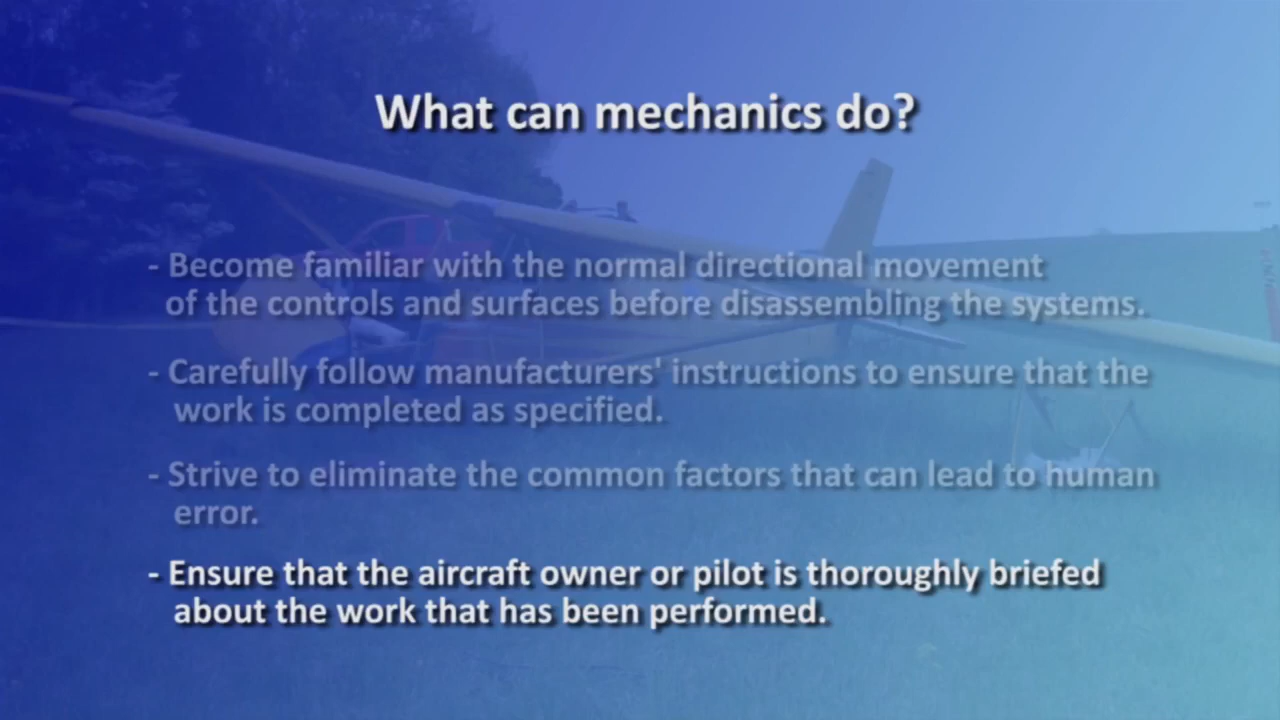 What can mechanics do?
- Become familiar with the normal directional movement
of the controls and surfaces before disassembling the systems.
- Carefully follow manufacturers' instructions to ensure that the
work is completed as specified.
- Strive to eliminate the common factors that can lead to human
error.
- Ensure that the aircraft owner or pilot is thoroughly briefed
about the work that has been performed.